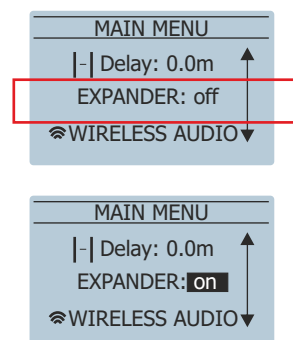 MAIN MENU
|-| Delay: 0.0m
EXPANDER: off
WIRELESS AUDIO
MAIN MENU
|-| Delay: 0.0m
EXPANDER: on
WIRELESS AUDIO